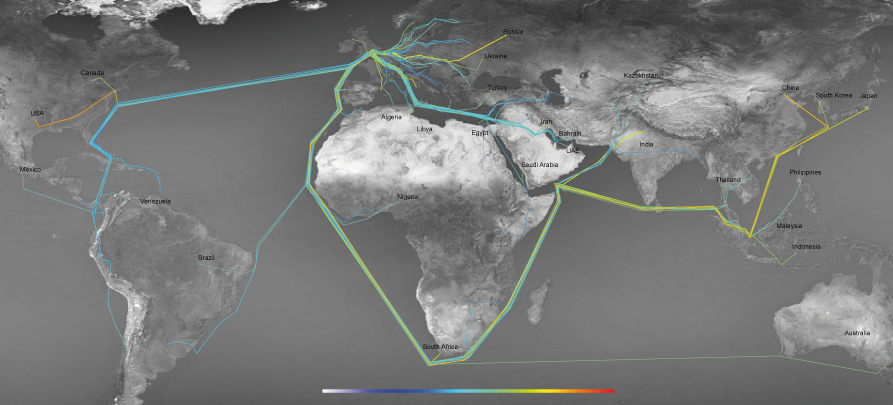 Russia
Ukraine
Canada
Kazakhstan
Turkey
China
South Korea
Japan
USA
Algeria
Libya
Egypt
Iran
Bahrain
India
UAE
Saudi Arabia
Mexico
Philippines
Thailand
Venezuela
Nigeria
Malaysia
Indonesia
Brazil
Australia
South Africa